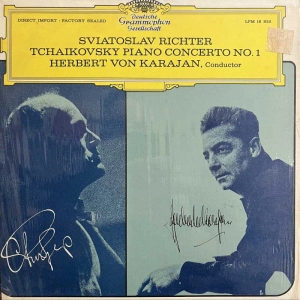 DIRECT IMPORT · FACTORY SEALED
Deutsche
Grammophon
Gesellschaft
SVIATOSLAV RICHTER
TCHAIKOVSKY PIANO CONCERTO NO. 1
HERBERT VON KARAJAN, Conductor